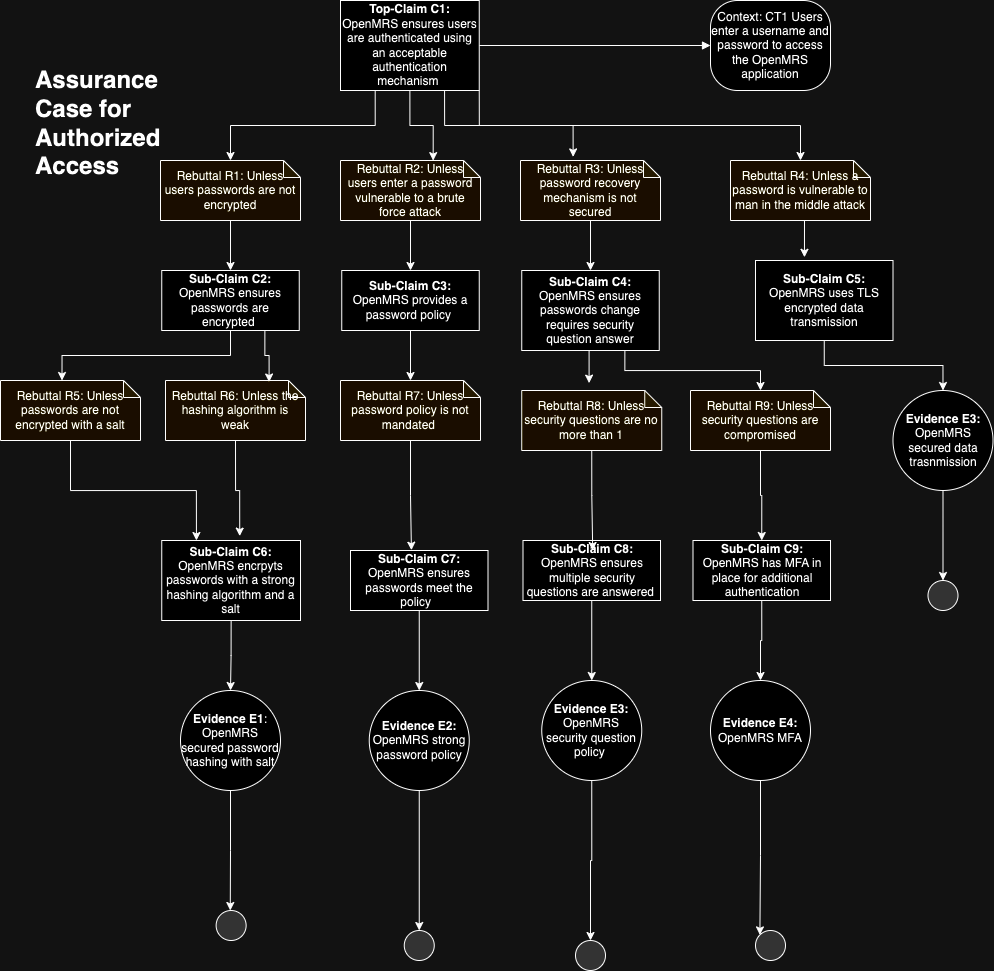 Top-Claim C1:
OpenMRS ensures users
are authenticated using
an acceptable
authentication
mechanism
Context: CT1 Users
enter a username and
password to access
the OpenMRS
application
Assurance
Case for
Authorized
Access
Rebuttal R1: Unless
users passwords are not
encrypted
Rebuttal R2: Unless
users enter a password
vulnerable to a brute
force attack
Rebuttal R3: Unless
password recovery
mechanism is not
secured
Rebuttal R4: Unless a
password is vulnerable to
man in the middle attack
Sub-Claim C2:
OpenMRS ensures
passwords are
encrypted
Sub-Claim C3:
OpenMRS provides a
password policy
Sub-Claim C4:
OpenMRS ensures
passwords change
requires security
question answer
Sub-Claim C5:
OpenMRS uses TLS
encrypted data
transmission
Rebuttal R5: Unless
passwords are not
encrypted with a salt
Rebuttal R6: Unless the
hashing algorithm is
weak
Rebuttal R7: Unless
password policy is not
mandated
Rebuttal R8: Unless
security questions are no
more than 1
Rebuttal R9: Unless
security questions are
compromised
Evidence E3:
OpenMRS
secured data
trasnmission
Sub-Claim C6:
OpenMRS encrpyts
passwords with a strong
hashing algorithm and a
salt
Sub-Claim C7:
OpenMRS ensures
passwords meet the
policy
Sub-Claim C8:
OpenMRS ensures
multiple security
questions are answered
Sub-Claim C9:
OpenMRS has MFA in
place for additional
authentication
Evidence E1:
OpenMRS
secured password
hashing with salt
Evidence E2:
OpenMRS strong
password policy
Evidence E3:
OpenMRS
security question
policy
Evidence E4:
OpenMRS MFA